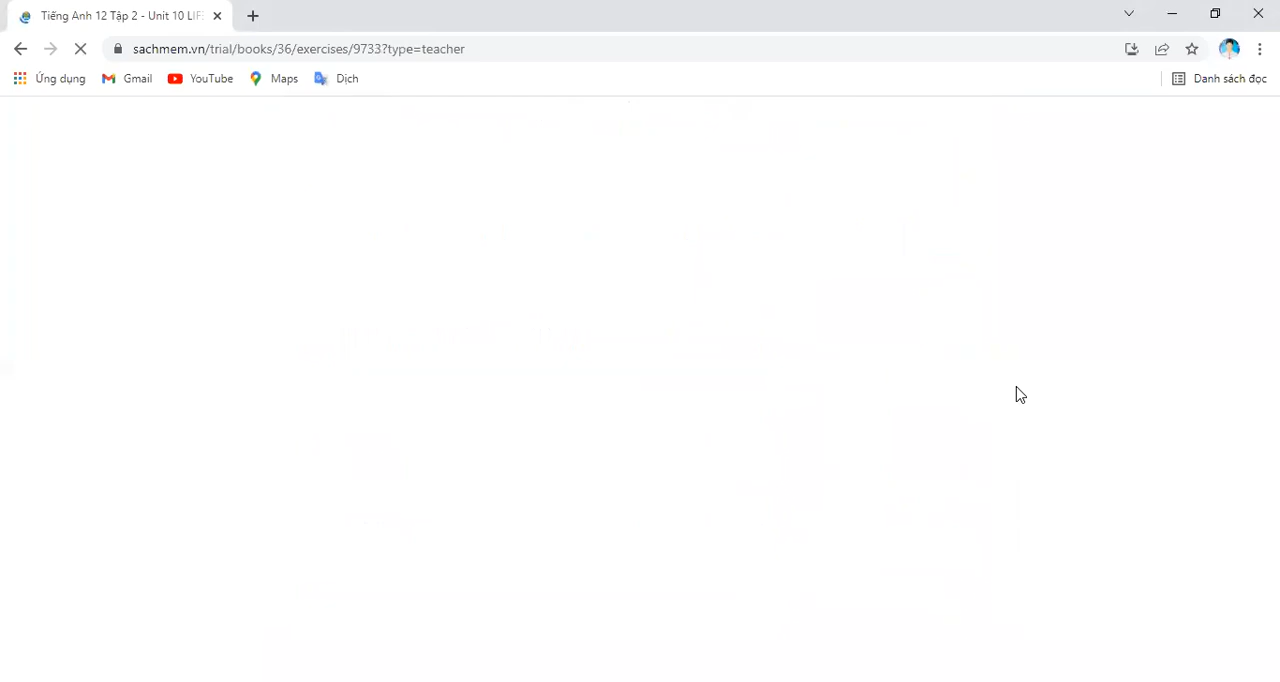 Tiếng Anh 12 Tập 2 - Unit 10 LIF
sachmem.vn/trial/books/36/exercises/9733?type=teacher
Ứng dụng Gmail YouTube Maps Dịch Danh sách đọc